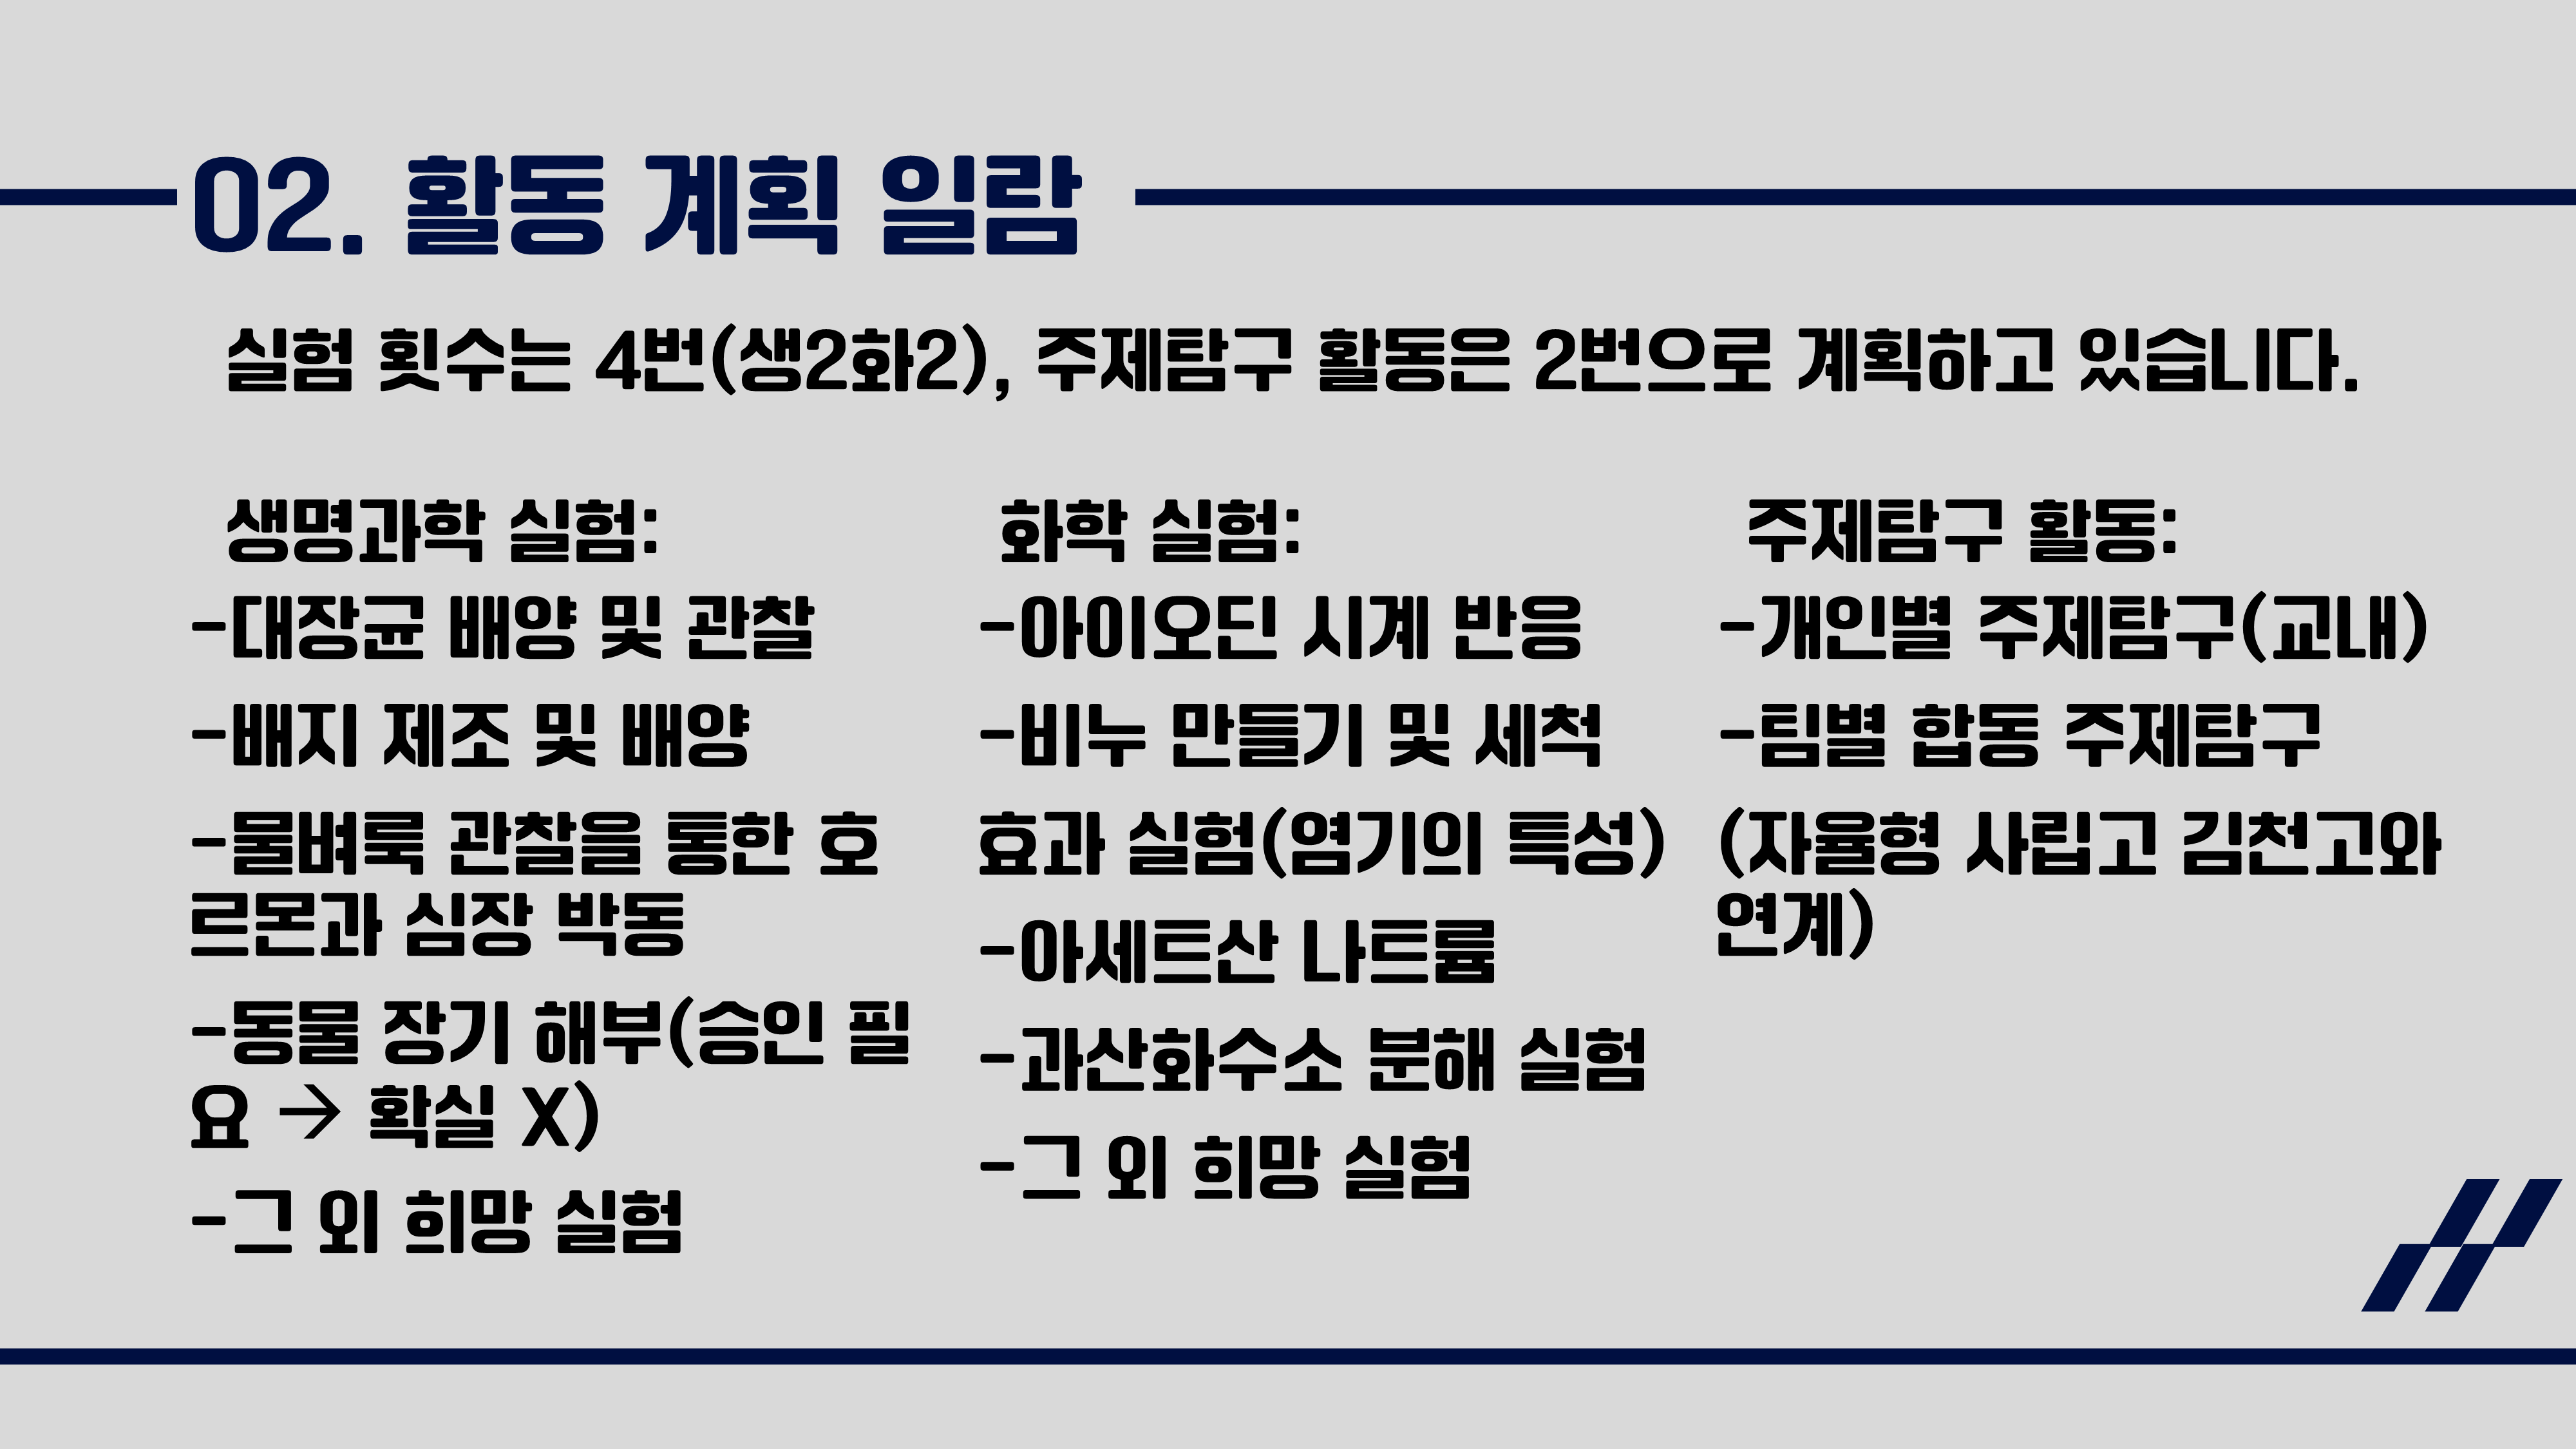 02. 활동 계획 일람
실험 횟수는 4번(생2화2), 주제탐구 활동은 2번으로 계획하고 있습니다.
생명과학 실험:
-대장균 배양 및 관찰
-배지 제조 및 배양
-물벼룩 관찰을 통한 호
르몬과 심장 박동
-동물 장기 해부(승인 필
요 → 확실 X)
-그 외 희망 실험
화학 실험:
-아이오딘 시계 반응
-비누 만들기 및 세척
효과 실험(염기의 특성)
-아세트산 나트륨
-과산화수소 분해 실험
-그 외 희망 실험
주제탐구 활동:
-개인별 주제탐구(교내)
-팀별 합동 주제탐구
(자율형 사립고 김천고와
연계)